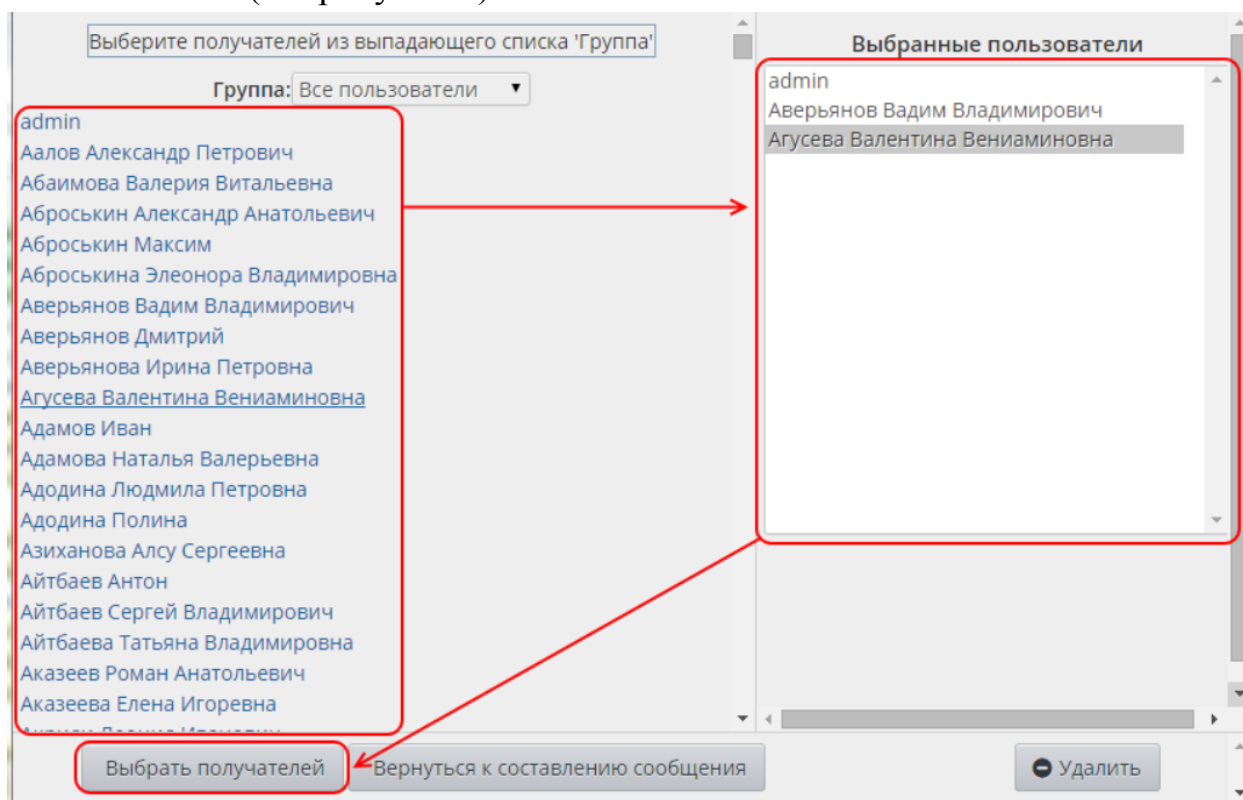 Выберите получателей из выпадающего списка 'Группа'
Группа: Все пользователи
admin
Аалов Александр Петрович
Абаимова Валерия Витальевна
Аброськин Александр Анатольевич
Аброськин Максим
Аброськина Элеонора Владимировна
Аверьянов Вадим Владимирович
Аверьянов Дмитрий
Аверьянова Ирина Петровна
Агусева Валентина Вениаминовна
Адамов Иван
Адамова Наталья Валерьевна
Адодина Людмила Петровна
Адодина Полина
Азиханова Алсу Сергеевна
Айтбаев Антон
Айтбаев Сергей Владимирович
Айтбаева Татьяна Владимировна
Аказеев Роман Анатольевич
Аказеева Елена Игоревна
Выбранные пользователи
admin
Аверьянов Вадим Владимирович
Агусева Валентина Вениаминовна
Выбрать получателей
Вернуться к составлению сообщения
Удалить